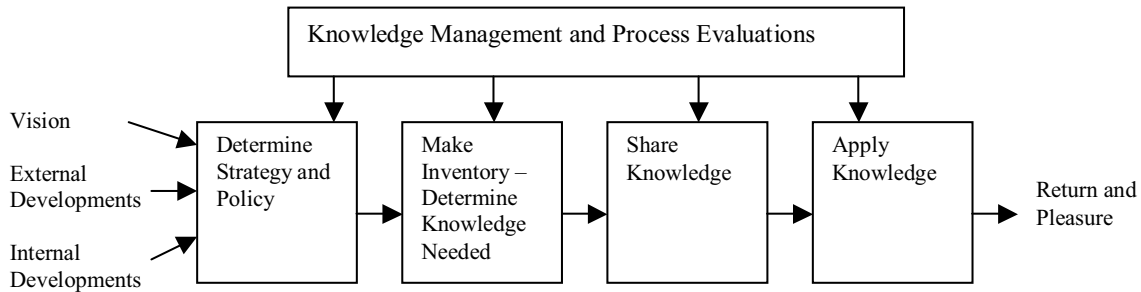 Knowledge Management and Process Evaluations
Vision
External
Developments
Internal
Developments
Determine
Strategy and
Policy
Make
Inventory –
Determine
Knowledge
Needed
Share
Knowledge
Apply
Knowledge
Return and
Pleasure